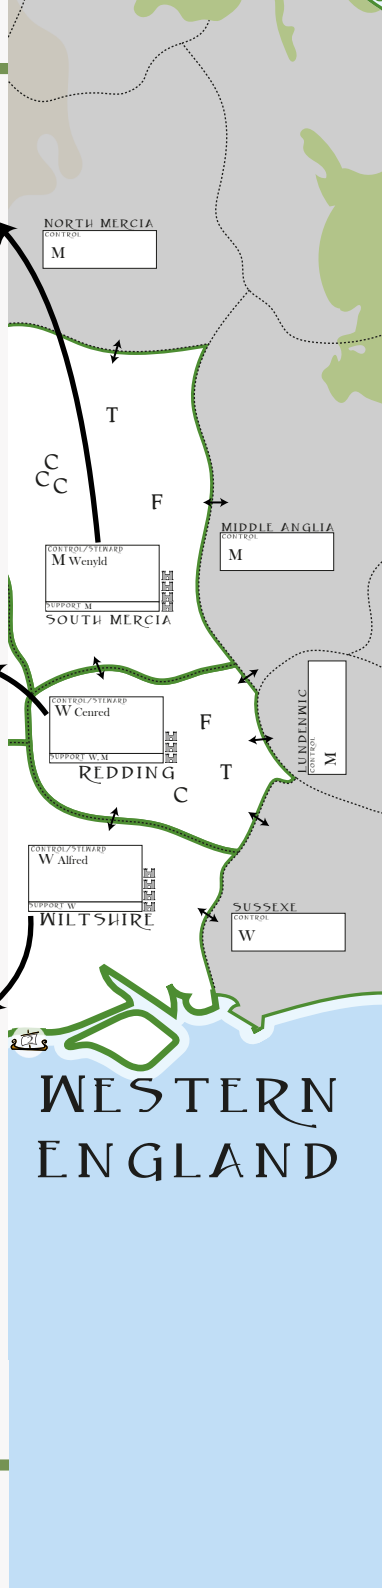 NORTH MERCIA
CONTROL
M
T
C
C C
F
MIDDLE ANGLIA
CONTROL
M
CONTROL/STEWARD
M Wenyld
SUPPORT M
SOUTH MERCIA
LUNDENWIC
CONTROL
M
CONTROL/STEWARD
W Cenred
SUPPORT W, M
REDDING
F
T
C
CONTROL/STEWARD
W Alfred
SUPPORT W
WILTSHIRE
SUSSEXE
CONTROL
W
2
WESTERN
ENGLAND